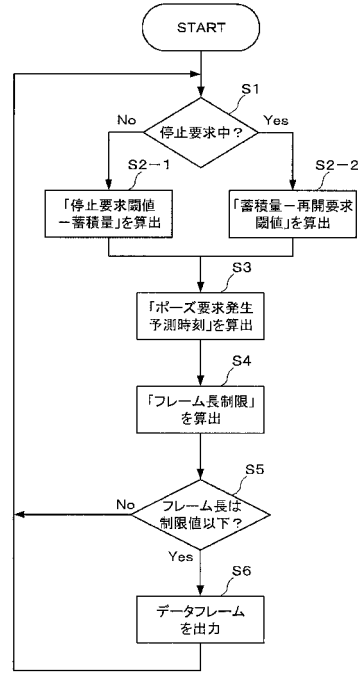 START
S1
停止要求中?
No
Yes
S2-1
「停止要求閾値
-蓄積量」を算出
S2-2
「蓄積量-再開要求
閾値」を算出
S3
「ポーズ要求発生
予測時刻」を算出
S4
「フレーム長制限」
を算出
S5
フレーム長は
制限値以下?
No
Yes
S6
データフレーム
を出力